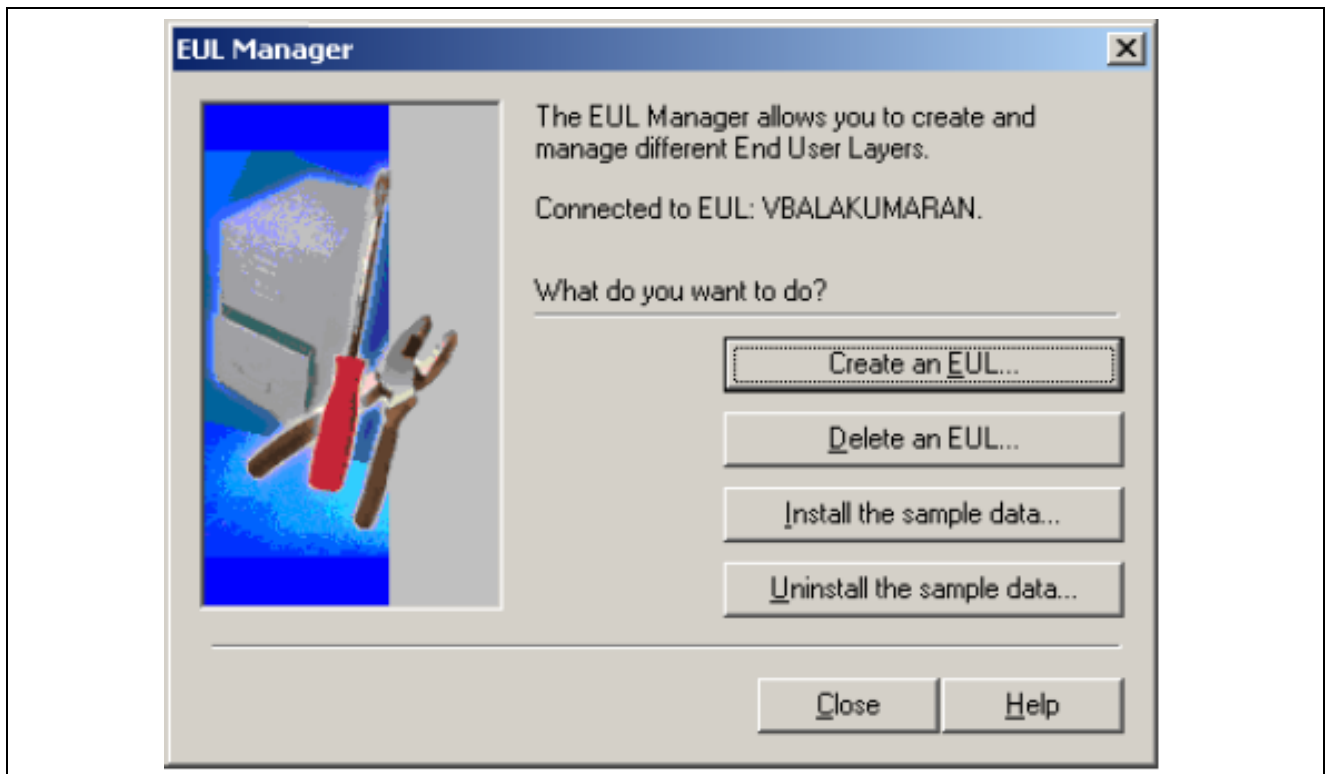 EUL Manager
The EUL Manager allows you to create and
manage different End User Layers.
Connected to EUL: VBALAKUMARAN.
What do you want to do?
Create an EUL...
Delete an EUL...
Install the sample data...
Uninstall the sample data...
Close
Help